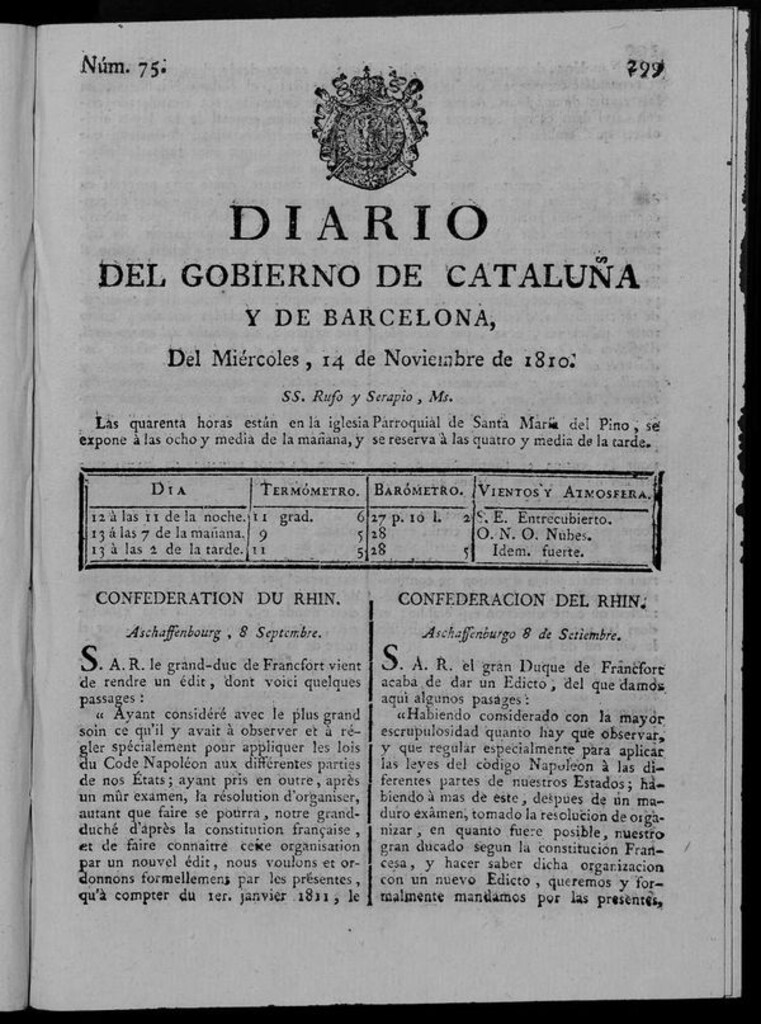 Núm. 75.
799
DIARIO
DEL GOBIERNO DE CATALUÑA
Y DE BARCELONA,
Del Miércoles, 14 de Noviembre de 1810.
SS. Rufo y Serapio, Ms.
Las quarenta horas están en la iglesia Parroquial de Santa María del Pino; se
expone á las ocho y media de la mañana, y se reserva á las quatro y media de la tarde.
DIA TERMÓMETRO. BARÓMETRO. VIENTOS Y ATMOSFERA.
12 á las 11 de la noche. 11 grad. 6 27 p. 10 l. 2 S. E. Entrecubierto.
13 á las 7 de la mañana. 9 5 28 O. N. O. Nubes.
13 à las 2 de la tarde. 11 5 28 5 Idem. fuerte.
CONFEDERATION DU RHIN.
Aschaffenbourg, 8 Septembre.
S. A. R. le grand-duc de Francfort vient
de rendre un édit, dont voici quelques
passages :
« Ayant considéré avec le plus grand
soin ce qu'il y avait à observer et à ré-
gler spécialement pour appliquer les lois
du Code Napoléon aux différentes parties
de nos États; ayant pris en outre, après
un mûr examen, la résolution d'organiser,
autant que faire se pourra, notre grand-
duché d'après la constitution française,
et de faire connaitre cette organisation
par un nouvel édit, nous voulons et or-
donnons formellement par les présentes,
qu'à compter du 1er. janvier 1811, le
CONFEDERACION DEL RHIN.
Aschaffenburgo 8 de Setiembre.
S. A. R. el gran Duque de Francfort
acaba de dar un Edicto, del que damos
aqui algunos pasages :
«Habiendo considerado con la mayor
escrupulosidad quanto hay que observar,
y que regular especialmente para aplicar
las leyes del código Napoleon à las di-
ferentes partes de nuestros Estados; ha-
biendo à mas de este, despues de un ma-
duro exámen, tomado la resolucion de orga-
nizar, en quanto fuere posible, nuestro
gran ducado segun la constitucion Fran-
cesa, y hacer saber dicha organizacion
con un nuevo Edicto, queremos y for-
malmente mandamos por las presentes,